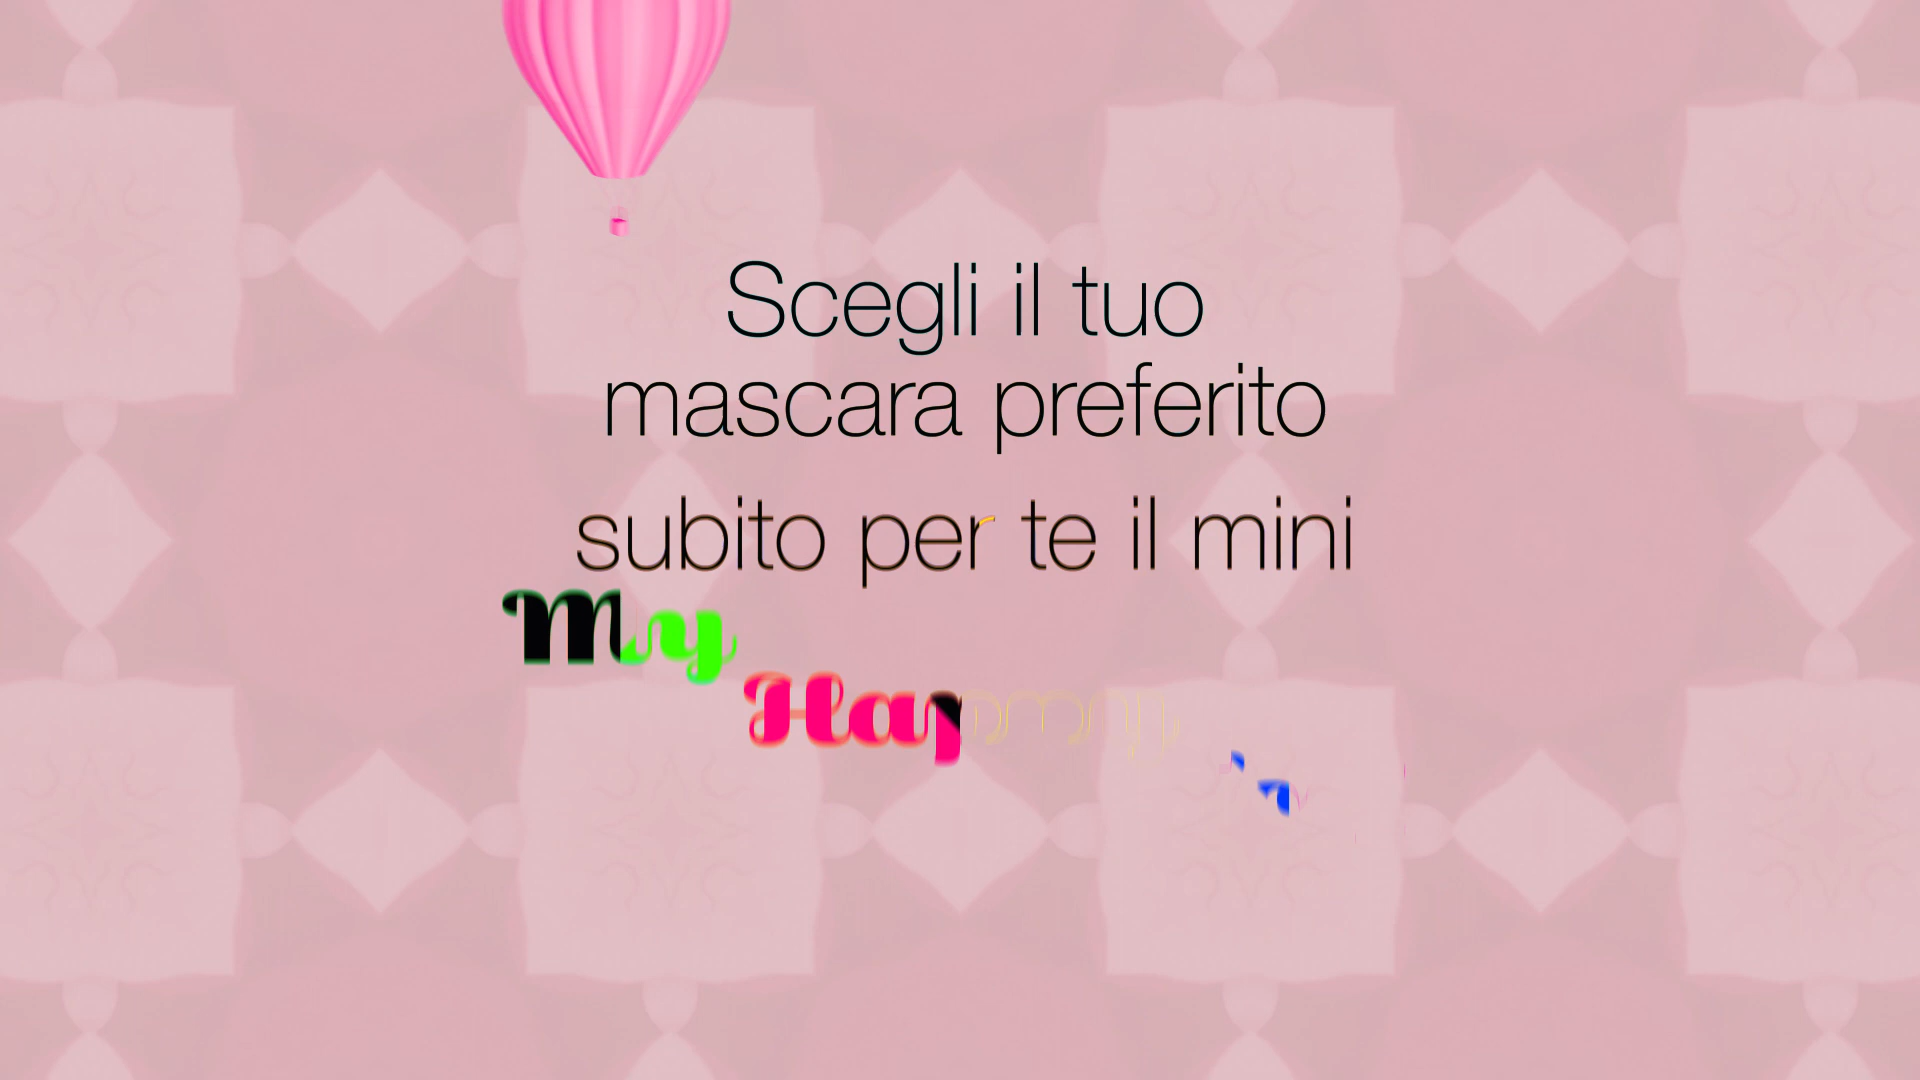 Scegli il tuo
mascara preferito
subito per te il mini
My